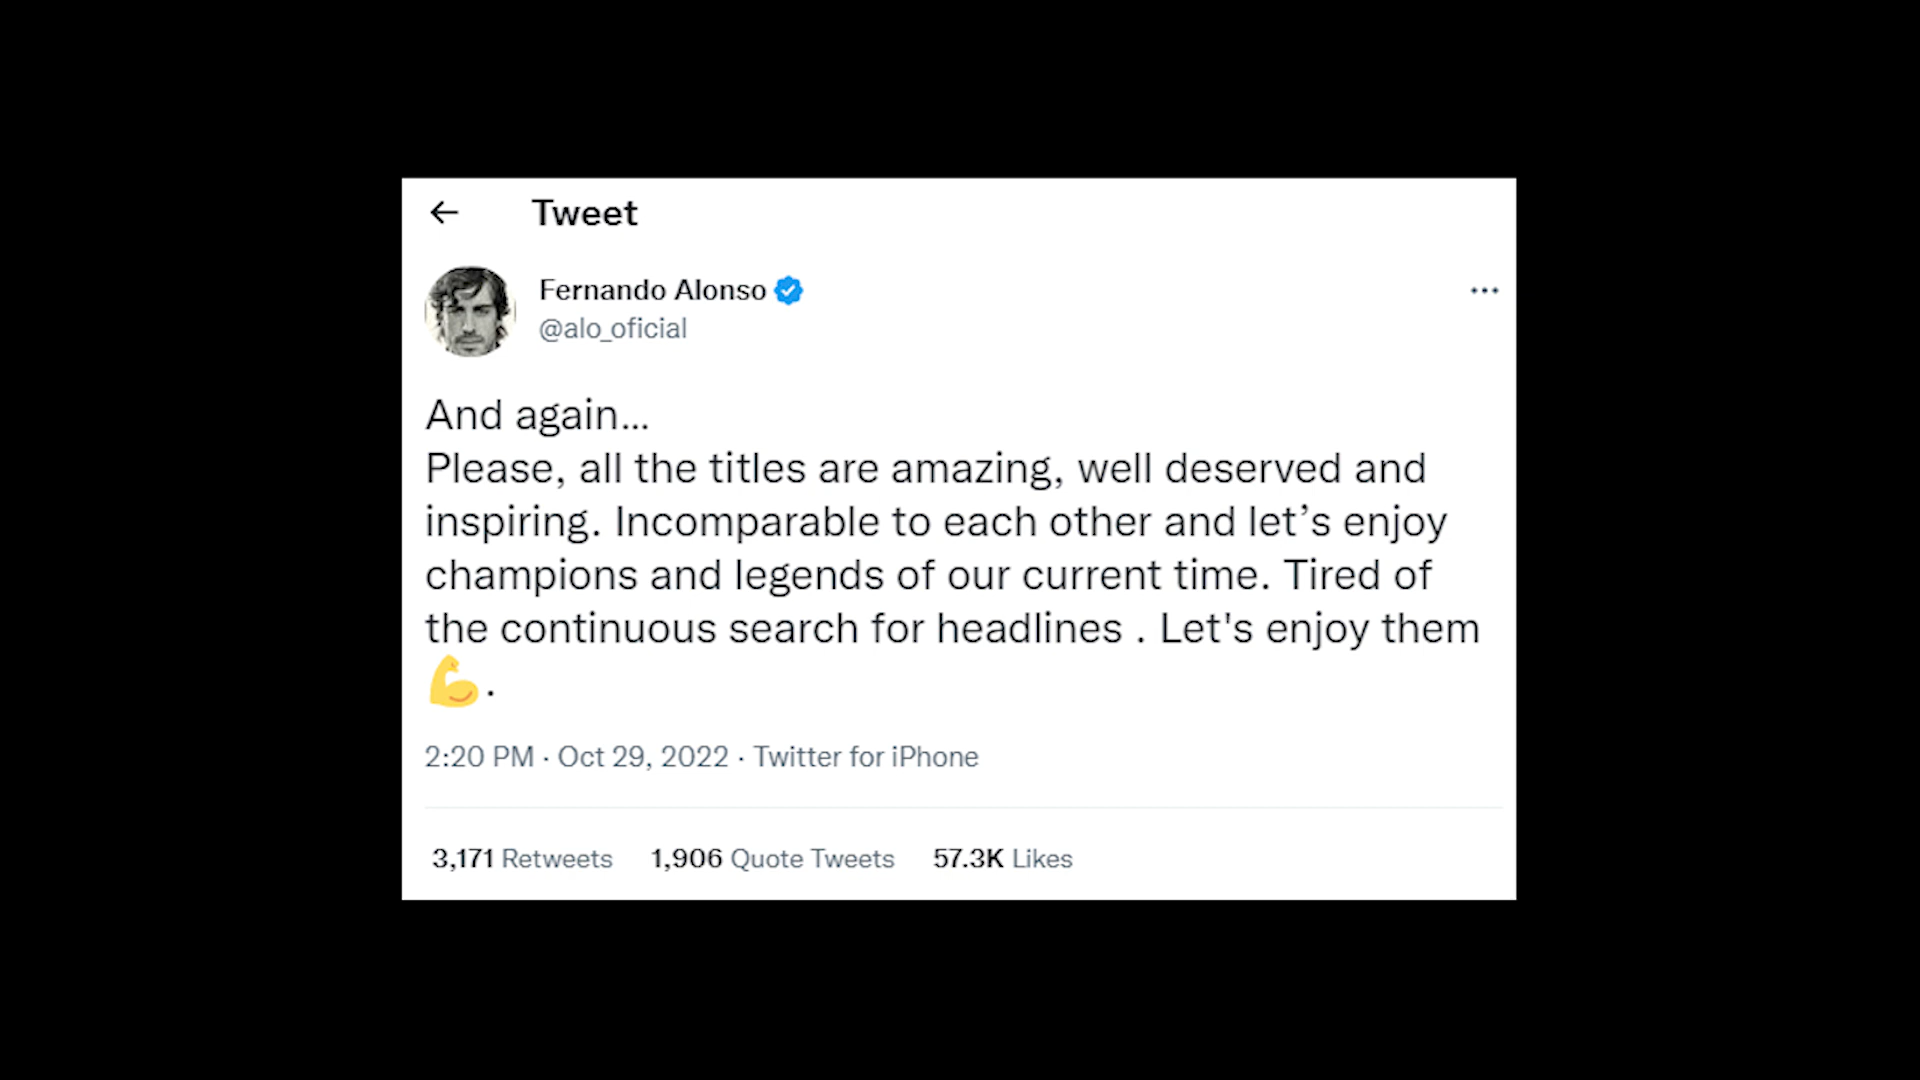 Tweet
Fernando Alonso
@alo_oficial
And again...
Please, all the titles are amazing, well deserved and
inspiring. Incomparable to each other and let’s enjoy
champions and legends of our current time. Tired of
the continuous search for headlines . Let's enjoy them
💪.
2:20 PM · Oct 29, 2022 · Twitter for iPhone
3,171 Retweets 1,906 Quote Tweets 57.3K Likes